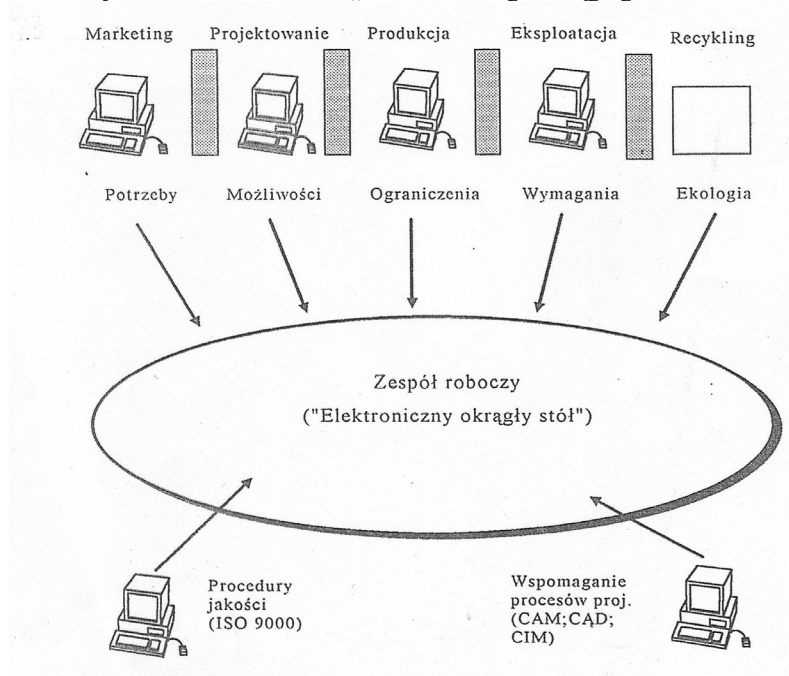 Marketing Projektowanie Produkcja Eksploatacja Recykling
Potrzeby Możliwości Ograniczenia Wymagania Ekologia
Zespół roboczy
("Elektroniczny okrągły stół")
Procedury
jakości
(ISO 9000)
Wspomaganie
procesów proj.
(CAM;CĄD;
CIM)